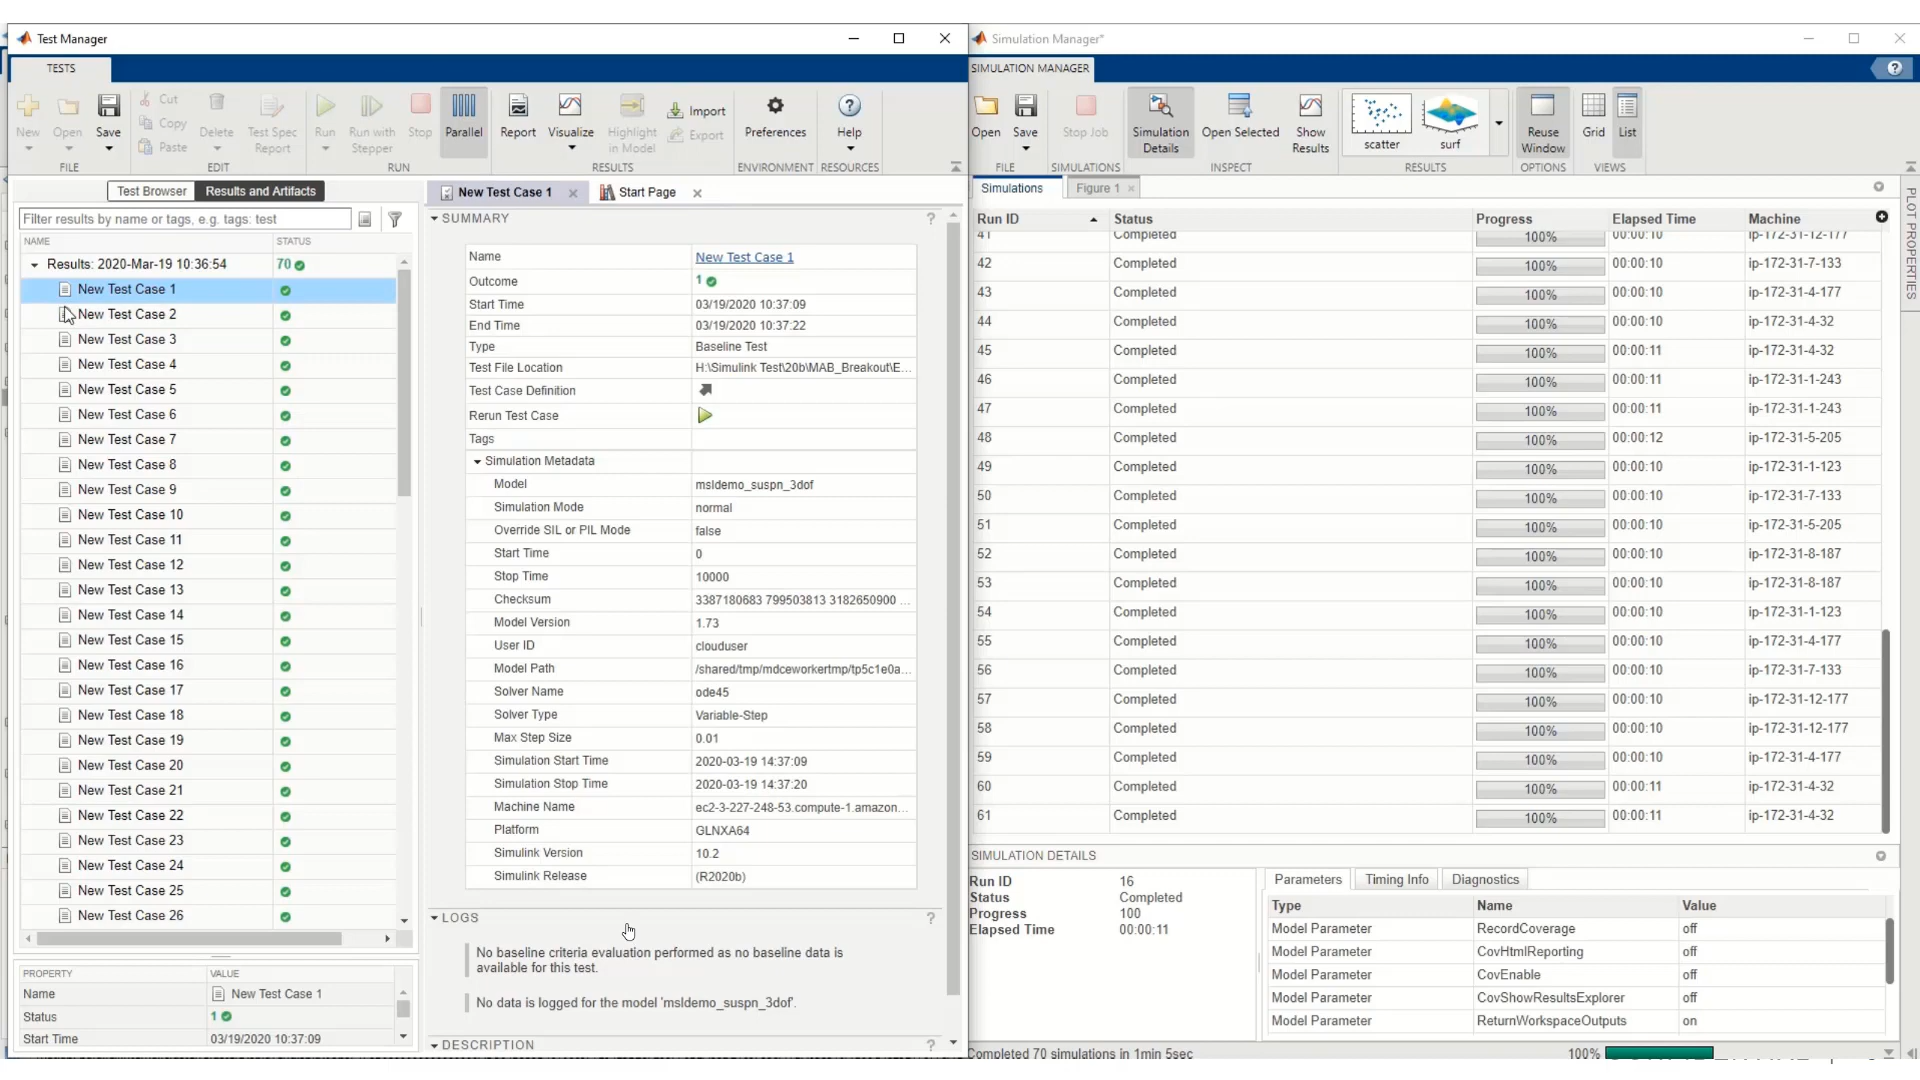 Test Manager
TESTS
New
Open
Save
Cut
Copy
Paste
Delete
Test Spec Report
Run
Run with Stepper
Stop
Parallel
Report
Visualize
Highlight in Model
Import
Export
Preferences
Help
FILE
EDIT
RUN
RESULTS
ENVIRONMENT
RESOURCES
Test Browser
Results and Artifacts
Filter results by name or tags, e.g. tags: test
NAME STATUS
Results: 2020-Mar-19 10:36:54 70
New Test Case 1
New Test Case 2
New Test Case 3
New Test Case 4
New Test Case 5
New Test Case 6
New Test Case 7
New Test Case 8
New Test Case 9
New Test Case 10
New Test Case 11
New Test Case 12
New Test Case 13
New Test Case 14
New Test Case 15
New Test Case 16
New Test Case 17
New Test Case 18
New Test Case 19
New Test Case 20
New Test Case 21
New Test Case 22
New Test Case 23
New Test Case 24
New Test Case 25
New Test Case 26
PROPERTY VALUE
Name New Test Case 1
Status 1
Start Time 03/19/2020 10:37:09
New Test Case 1
Start Page
SUMMARY ?
Name New Test Case 1
Outcome 1
Start Time 03/19/2020 10:37:09
End Time 03/19/2020 10:37:22
Type Baseline Test
Test File Location H:\Simulink Test\20b\MAB_Breakout\E...
Test Case Definition
Rerun Test Case
Tags
Simulation Metadata
Model msldemo_suspn_3dof
Simulation Mode normal
Override SIL or PIL Mode false
Start Time 0
Stop Time 10000
Checksum 3387180683 799503813 3182650900 ...
Model Version 1.73
User ID clouduser
Model Path /shared/tmp/mdceworkertmp/tp5c1e0a...
Solver Name ode45
Solver Type Variable-Step
Max Step Size 0.01
Simulation Start Time 2020-03-19 14:37:09
Simulation Stop Time 2020-03-19 14:37:20
Machine Name ec2-3-227-248-53.compute-1.amazon...
Platform GLNXA64
Simulink Version 10.2
Simulink Release (R2020b)
LOGS ?
No baseline criteria evaluation performed as no baseline data is
available for this test.
No data is logged for the model 'msldemo_suspn_3dof'.
DESCRIPTION ?
Simulation Manager*
SIMULATION MANAGER
?
Open
Save
Stop Job
Simulation Details
Open Selected
Show Results
scatter
surf
Reuse Window
Grid
List
FILE
SIMULATIONS
INSPECT
RESULTS
OPTIONS
VIEWS
Simulations
Figure 1
PLOT PROPERTIES
Run ID Status Progress Elapsed Time Machine
41 Completed 100% 00:00:10 ip-172-31-12-177
42 Completed 100% 00:00:10 ip-172-31-7-133
43 Completed 100% 00:00:10 ip-172-31-4-177
44 Completed 100% 00:00:10 ip-172-31-4-32
45 Completed 100% 00:00:11 ip-172-31-4-32
46 Completed 100% 00:00:11 ip-172-31-1-243
47 Completed 100% 00:00:11 ip-172-31-1-243
48 Completed 100% 00:00:12 ip-172-31-5-205
49 Completed 100% 00:00:10 ip-172-31-1-123
50 Completed 100% 00:00:10 ip-172-31-7-133
51 Completed 100% 00:00:10 ip-172-31-5-205
52 Completed 100% 00:00:10 ip-172-31-8-187
53 Completed 100% 00:00:10 ip-172-31-8-187
54 Completed 100% 00:00:10 ip-172-31-1-123
55 Completed 100% 00:00:10 ip-172-31-4-177
56 Completed 100% 00:00:10 ip-172-31-7-133
57 Completed 100% 00:00:10 ip-172-31-12-177
58 Completed 100% 00:00:10 ip-172-31-12-177
59 Completed 100% 00:00:10 ip-172-31-4-177
60 Completed 100% 00:00:11 ip-172-31-4-32
61 Completed 100% 00:00:11 ip-172-31-4-32
SIMULATION DETAILS
Run ID 16
Status Completed
Progress 100
Elapsed Time 00:00:11
Parameters Timing Info Diagnostics
Type Name Value
Model Parameter RecordCoverage off
Model Parameter CovHtmlReporting off
Model Parameter CovEnable off
Model Parameter CovShowResultsExplorer off
Model Parameter ReturnWorkspaceOutputs on
Completed 70 simulations in 1min 5sec
100%